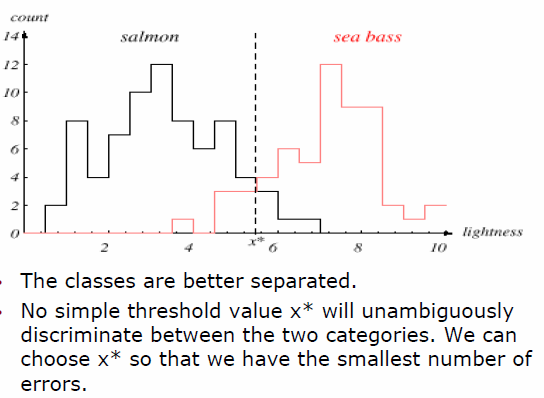 count
14
salmon
sea bass
12
10
8
6
4
2
0
2
4
x*
6
8
10
lightness
• The classes are better separated.
• No simple threshold value x* will unambiguously
discriminate between the two categories. We can
choose x* so that we have the smallest number of
errors.